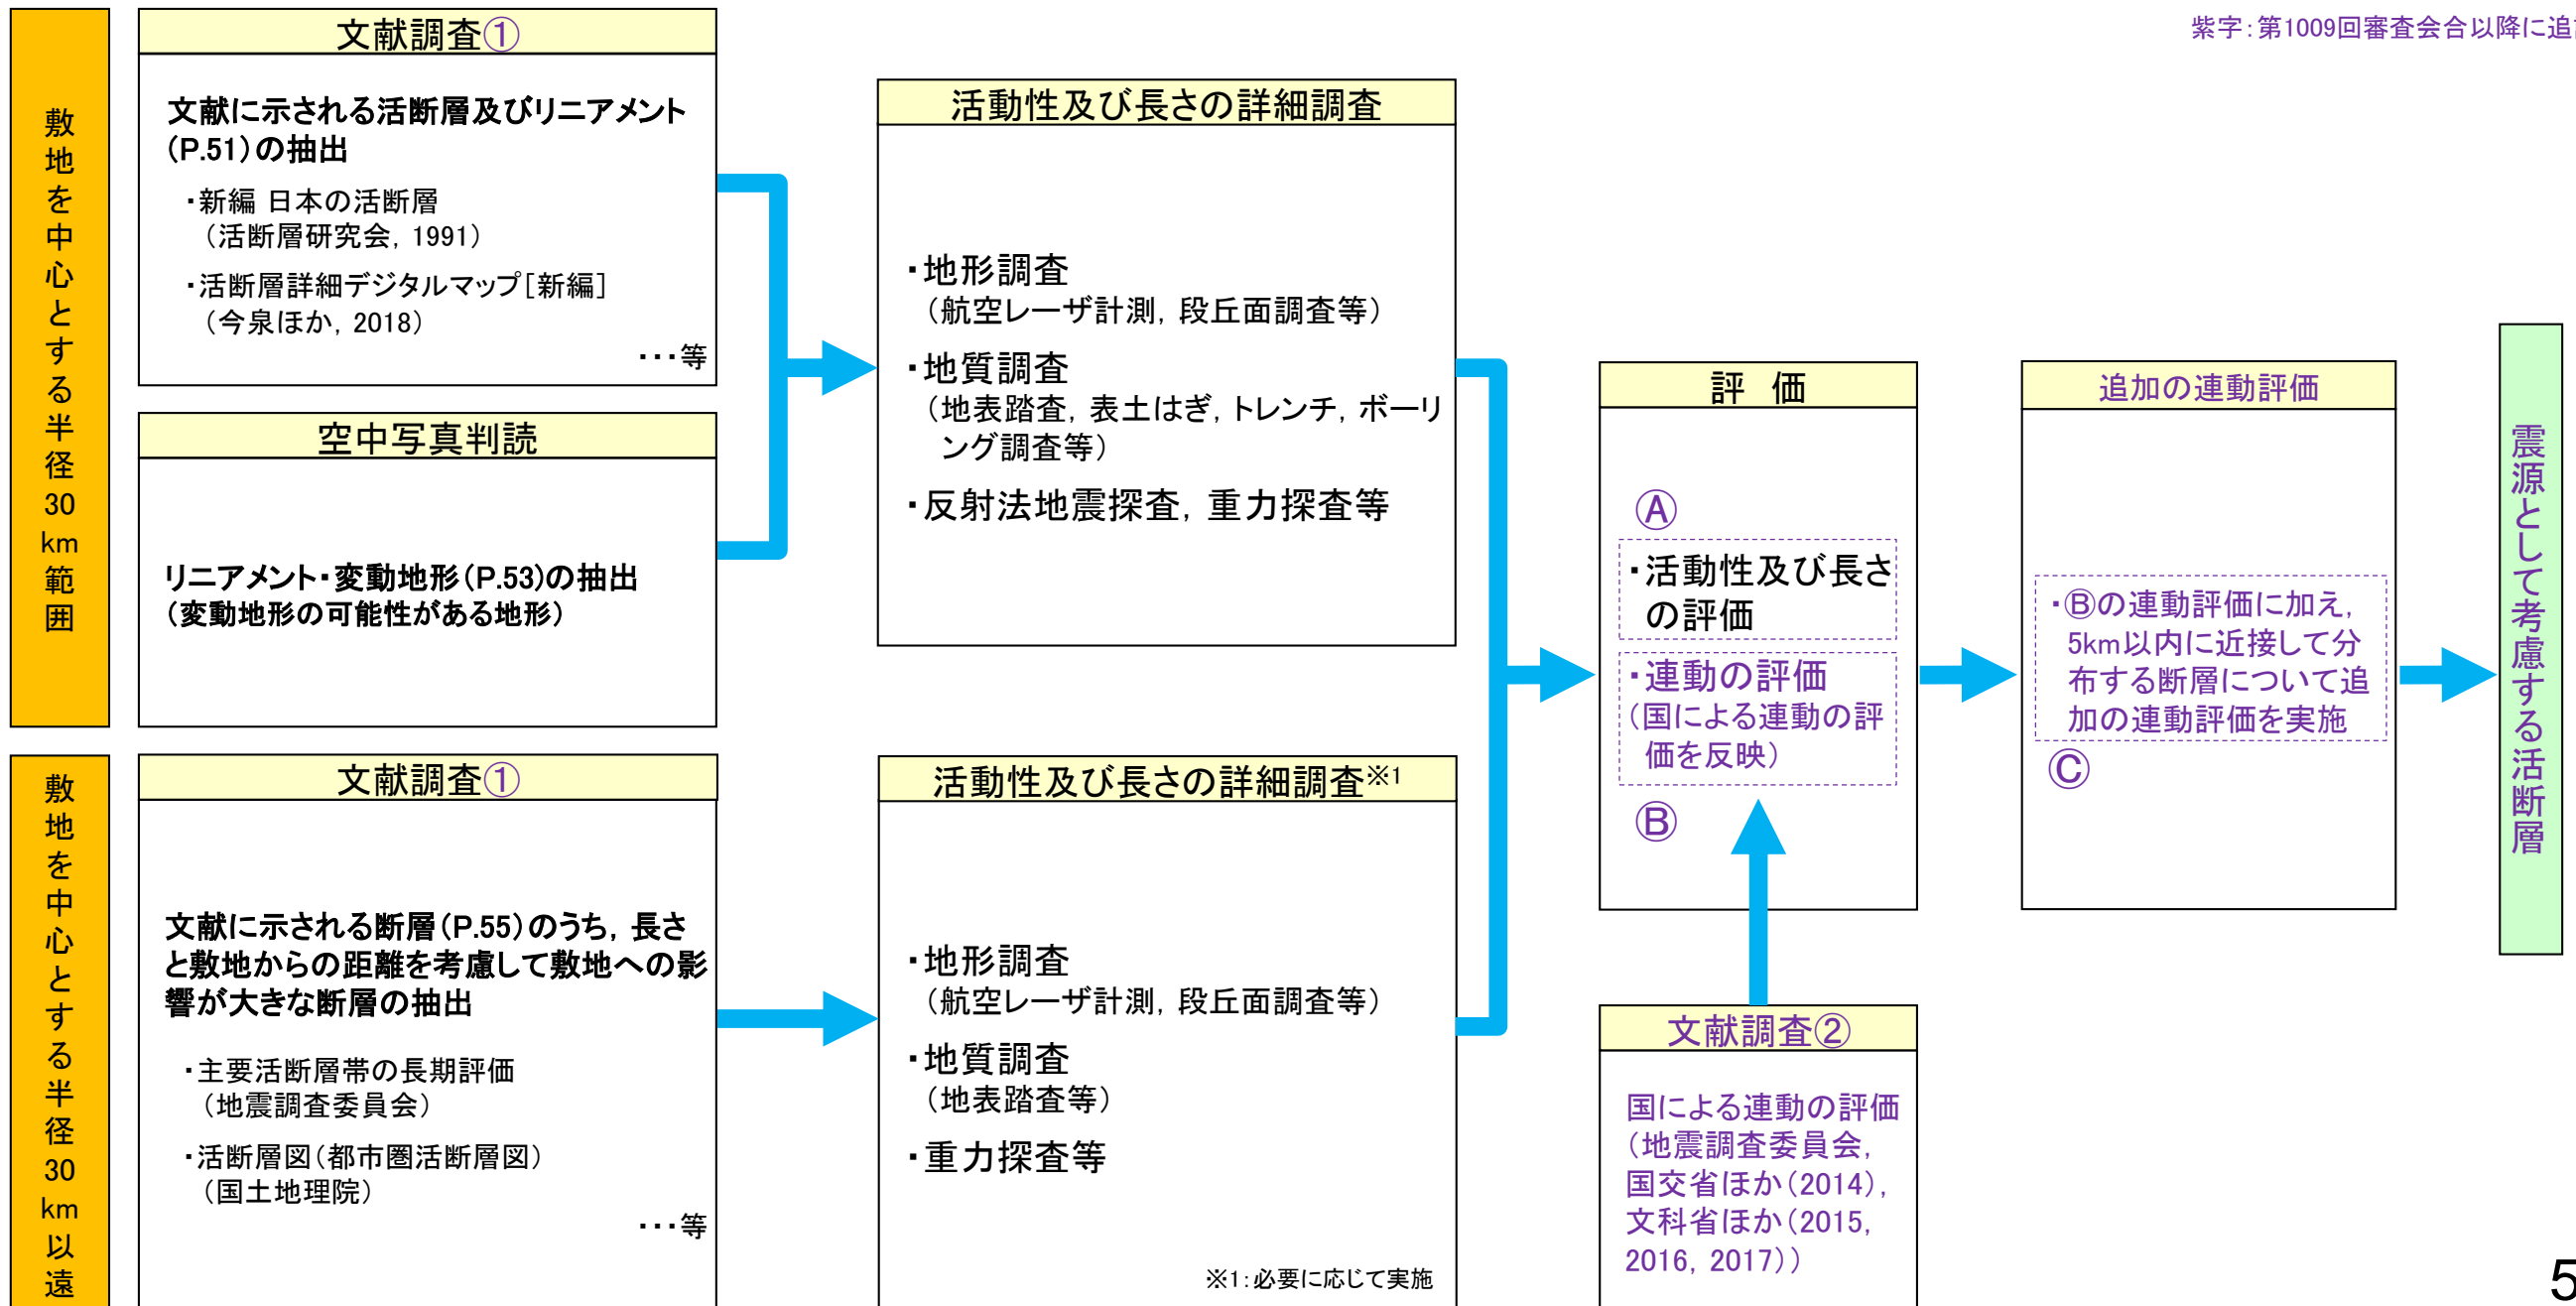 紫字：第1009回審査会合以降に追
敷地を中心とする半径30km範囲
文献調査①
文献に示される活断層及びリニアメント
（P.51）の抽出
・新編 日本の活断層
（活断層研究会，1991）
・活断層詳細デジタルマップ［新編］
（今泉ほか，2018）
・・・等
空中写真判読
リニアメント・変動地形（P.53）の抽出
（変動地形の可能性がある地形）
活動性及び長さの詳細調査
・地形調査
（航空レーザ計測，段丘面調査等）
・地質調査
（地表踏査，表土はぎ，トレンチ，ボーリ
ング調査等）
・反射法地震探査，重力探査等
敷地を中心とする半径30km以遠
文献調査①
文献に示される断層（P.55）のうち，長さ
と敷地からの距離を考慮して敷地への影
響が大きな断層の抽出
・主要活断層帯の長期評価
（地震調査委員会）
・活断層図（都市圏活断層図）
（国土地理院）
・・・等
活動性及び長さの詳細調査※1
・地形調査
（航空レーザ計測，段丘面調査等）
・地質調査
（地表踏査等）
・重力探査等
※1：必要に応じて実施
評　価
Ⓐ
・活動性及び長さ
の評価
・連動の評価
（国による連動の評
価を反映）
Ⓑ
文献調査②
国による連動の評価
（地震調査委員会，
国交省ほか（2014），
文科省ほか（2015，
2016，2017））
追加の連動評価
・Ⓑの連動評価に加え，
5km以内に近接して分
布する断層について追
加の連動評価を実施
Ⓒ
震源として考慮する活断層
5